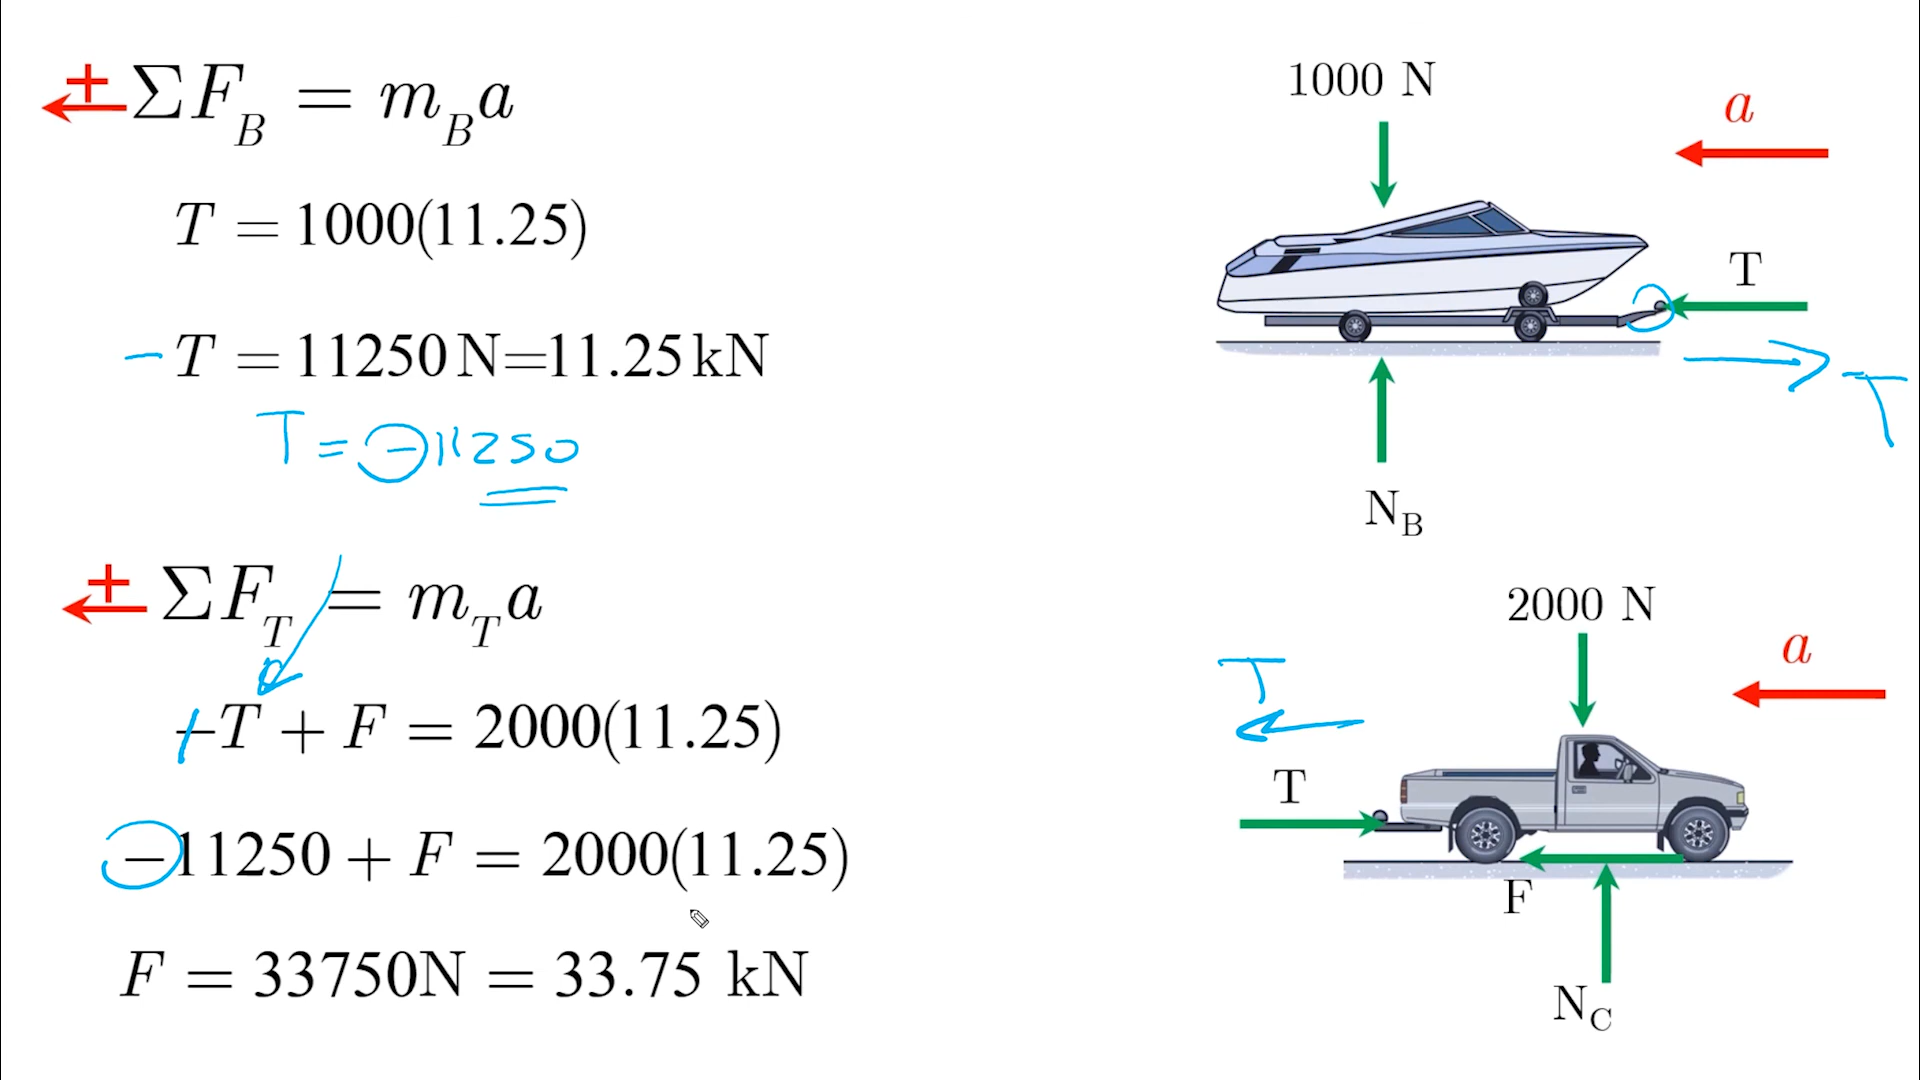 + ΣF_B = m_B a
T = 1000(11.25)
− T = 11250 N=11.25 kN
T = −11250
+ ΣF_T = m_T a
−T + F = 2000(11.25)
−11250 + F = 2000(11.25)
F = 33750N = 33.75 kN
1000 N
a
T
−T
N_B
2000 N
a
T
T
F
N_C